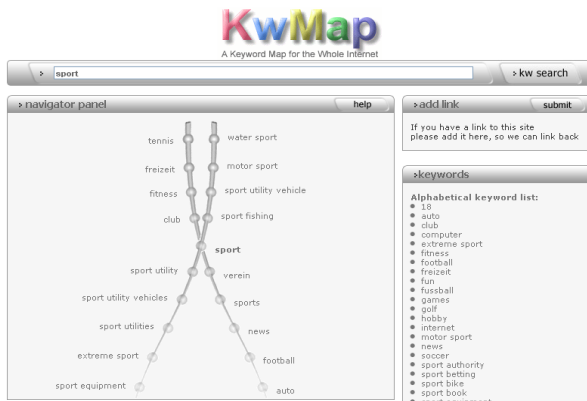 KwMap
A Keyword Map for the Whole Internet
sport
kw search
navigator panel
help
tennis
water sport
freizeit
motor sport
fitness
sport utility vehicle
club
sport fishing
sport
sport utility
verein
sport utility vehicles
sports
sport utilities
news
extreme sport
football
sport equipment
auto
add link
submit
If you have a link to this site
please add it here, so we can link back
keywords
Alphabetical keyword list:
18
auto
club
computer
extreme sport
fitness
football
freizeit
fun
fussball
games
golf
hobby
internet
motor sport
news
soccer
sport authority
sport betting
sport bike
sport book
sport equipment